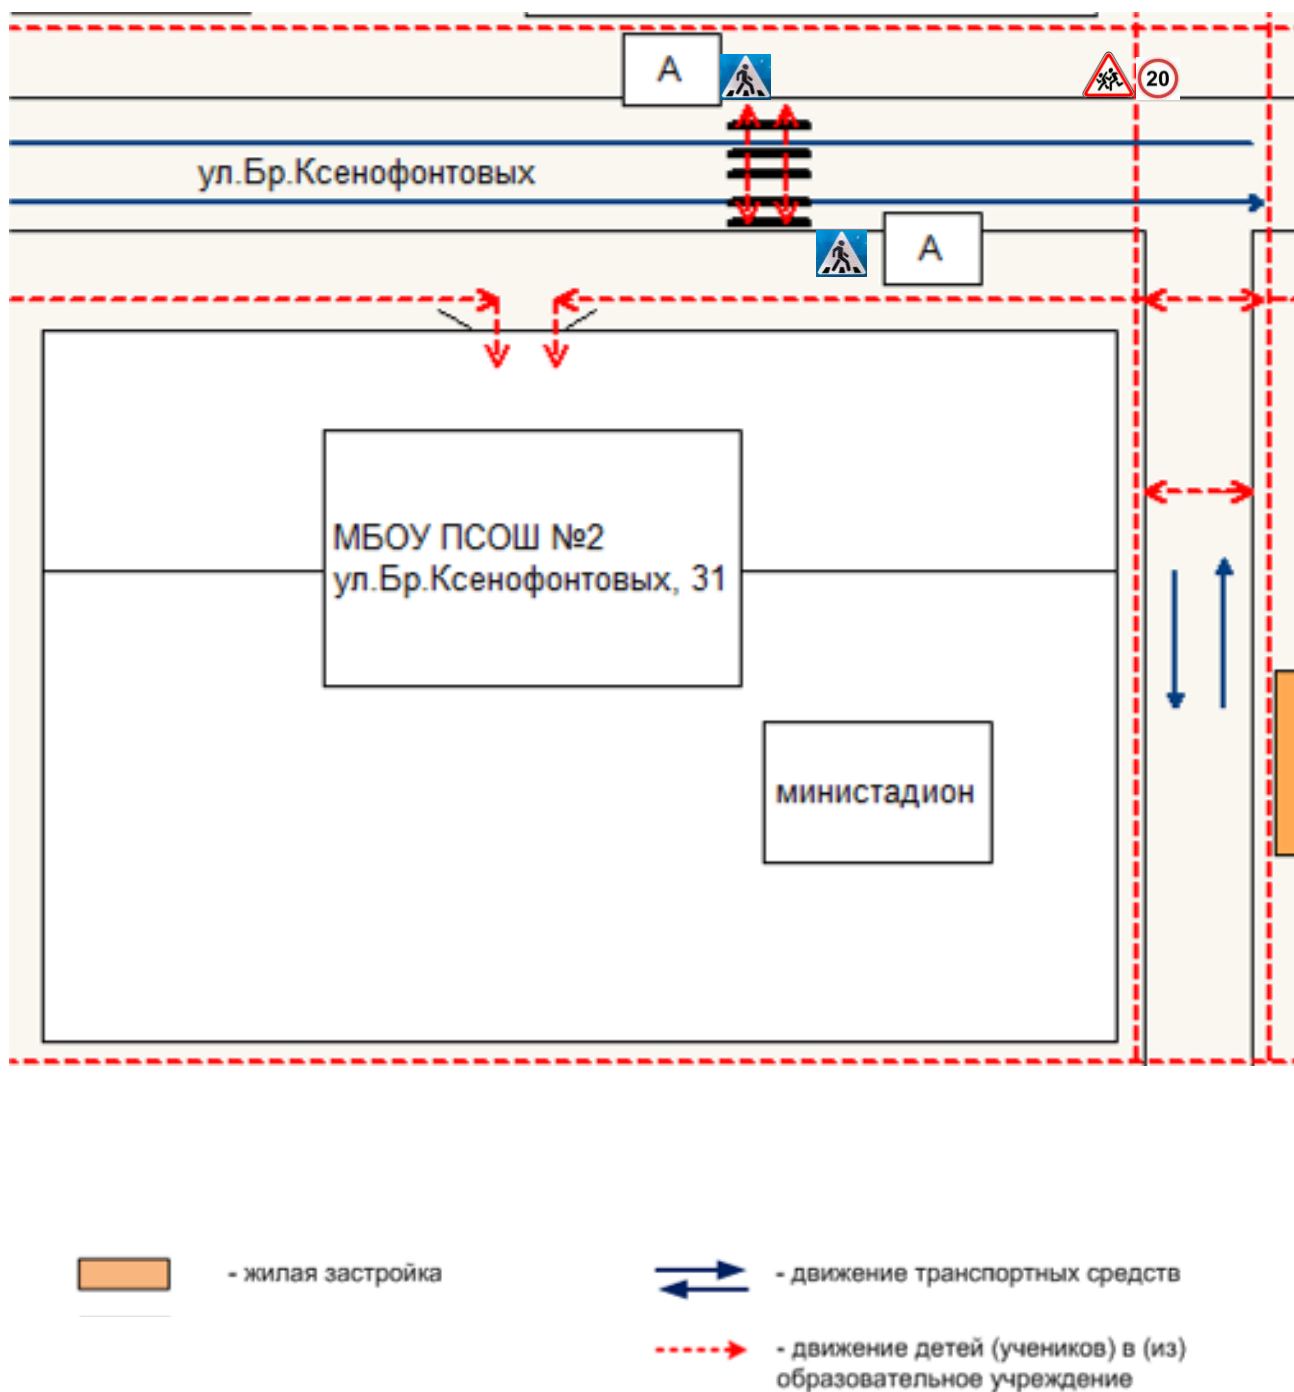 А
20
ул.Бр.Ксенофонтовых
А
МБОУ ПСОШ №2
ул.Бр.Ксенофонтовых, 31
министадион
- жилая застройка
- движение транспортных средств
- движение детей (учеников) в (из)
образовательное учреждение